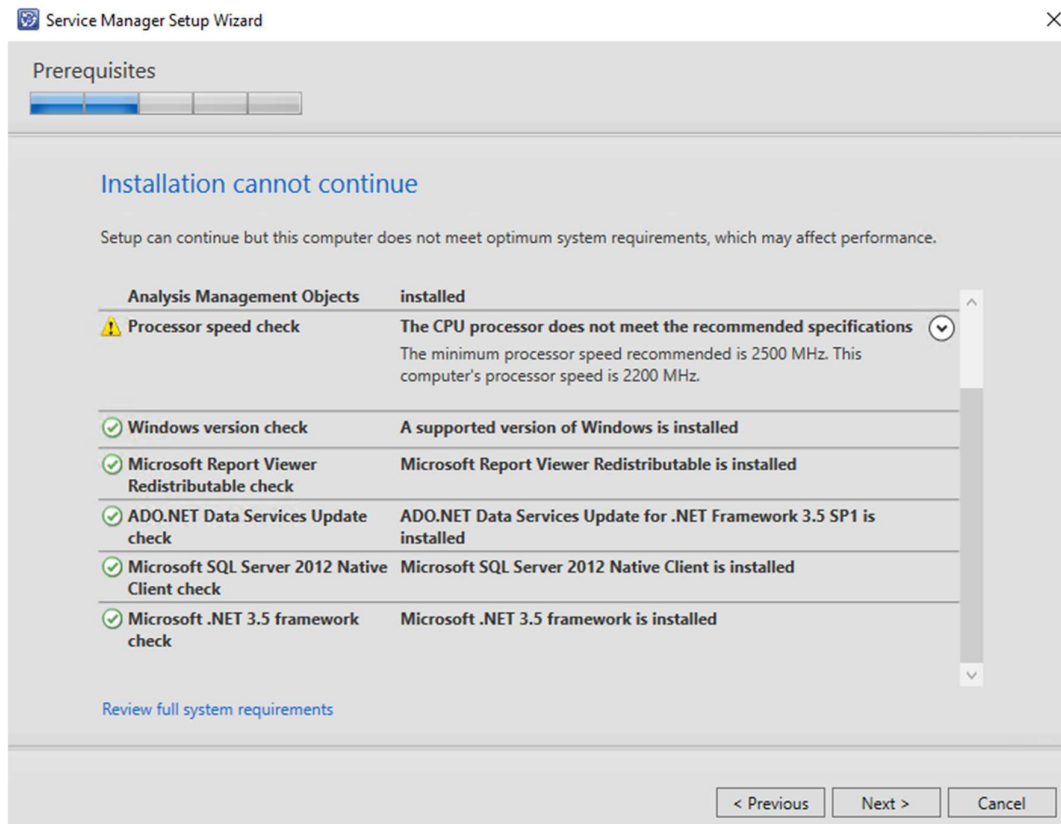 Service Manager Setup Wizard
Prerequisites
Installation cannot continue
Setup can continue but this computer does not meet optimum system requirements, which may affect performance.
Analysis Management Objects installed
Processor speed check The CPU processor does not meet the recommended specifications
The minimum processor speed recommended is 2500 MHz. This
computer's processor speed is 2200 MHz.
Windows version check A supported version of Windows is installed
Microsoft Report Viewer Microsoft Report Viewer Redistributable is installed
Redistributable check
ADO.NET Data Services Update ADO.NET Data Services Update for .NET Framework 3.5 SP1 is
check installed
Microsoft SQL Server 2012 Native Microsoft SQL Server 2012 Native Client is installed
Client check
Microsoft .NET 3.5 framework Microsoft .NET 3.5 framework is installed
check
Review full system requirements
< Previous Next > Cancel